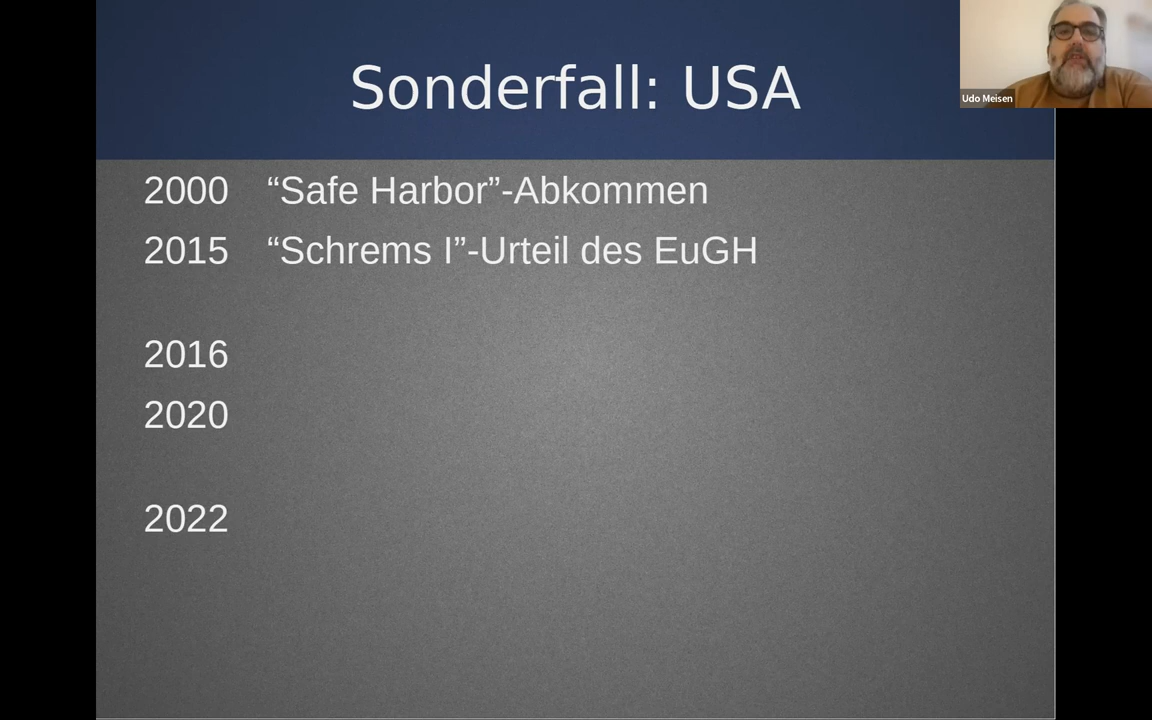 Sonderfall: USA
Udo Meisen
2000 “Safe Harbor”-Abkommen
2015 “Schrems I”-Urteil des EuGH
2016
2020
2022